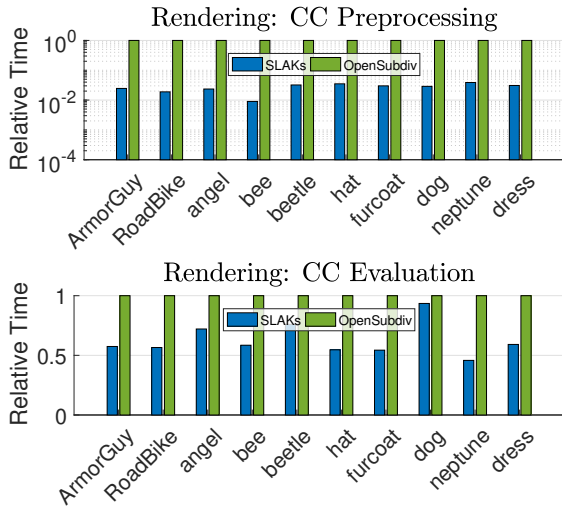 Rendering: CC Preprocessing
Relative Time
10^0
10^-2
10^-4
SLAKs OpenSubdiv
ArmorGuy RoadBike angel bee beetle hat furcoat dog neptune dress
Rendering: CC Evaluation
Relative Time
1
0.5
0
SLAKs OpenSubdiv
ArmorGuy RoadBike angel bee beetle hat furcoat dog neptune dress